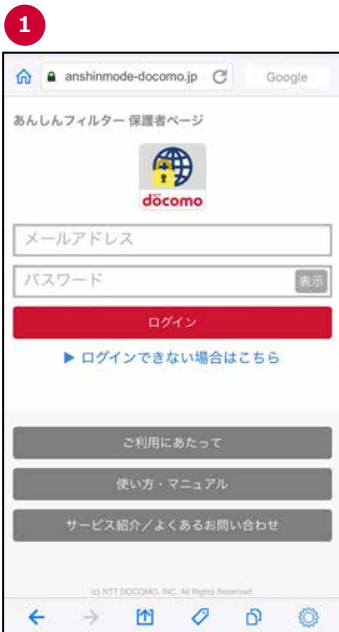 1
anshinmode-docomo.jp
Google
あんしんフィルター 保護者ページ
NTT
döcomo
メールアドレス
パスワード
表示
ログイン
▶ ログインできない場合はこちら
ご利用にあたって
使い方・マニュアル
サービス紹介／よくあるお問い合わせ
(c) NTT DOCOMO, INC. All Rights Reserved.